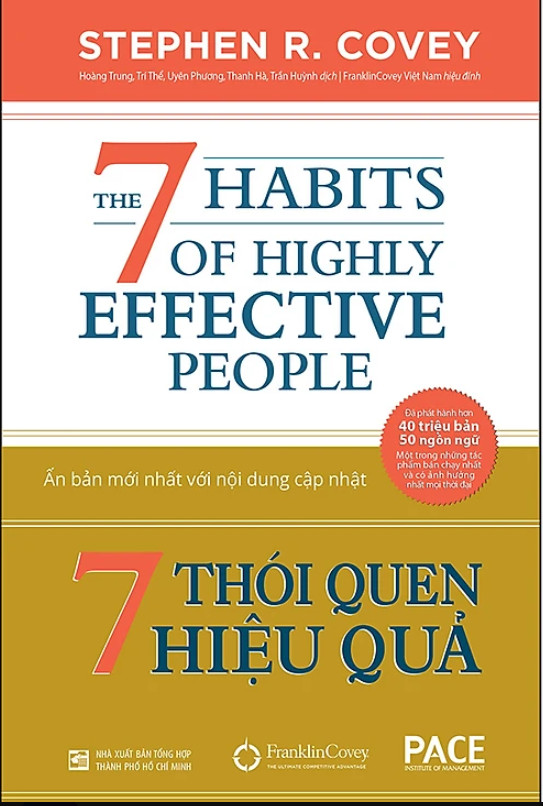 STEPHEN R. COVEY
Hoàng Trung, Trí Thể, Uyên Phương, Thanh Hà, Trần Huỳnh dịch | FranklinCovey Việt Nam hiệu đính
THE 7 HABITS
OF HIGHLY
EFFECTIVE
PEOPLE
Đã phát hành hơn
40 triệu bản
50 ngôn ngữ
Một trong những tác
phẩm bán chạy nhất
và có ảnh hưởng
nhất mọi thời đại
Ấn bản mới nhất với nội dung cập nhật
7 THÓI QUEN
HIỆU QUẢ
NHÀ XUẤT BẢN TỔNG HỢP
THÀNH PHỐ HỒ CHÍ MINH
FranklinCovey
THE ULTIMATE COMPETITIVE ADVANTAGE
PACE
INSTITUTE OF MANAGEMENT